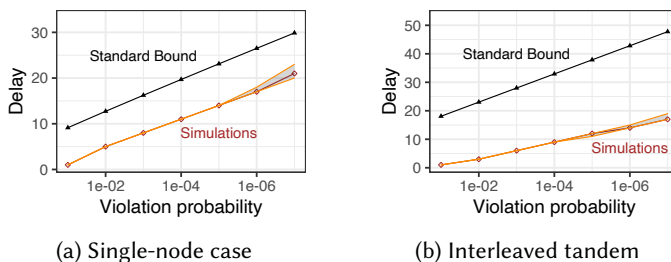 30
20
10
0
Delay
Standard Bound
Simulations
1e-02 1e-04 1e-06
Violation probability
(a) Single-node case
50
40
30
20
10
0
Delay
Standard Bound
Simulations
1e-02 1e-04 1e-06
Violation probability
(b) Interleaved tandem